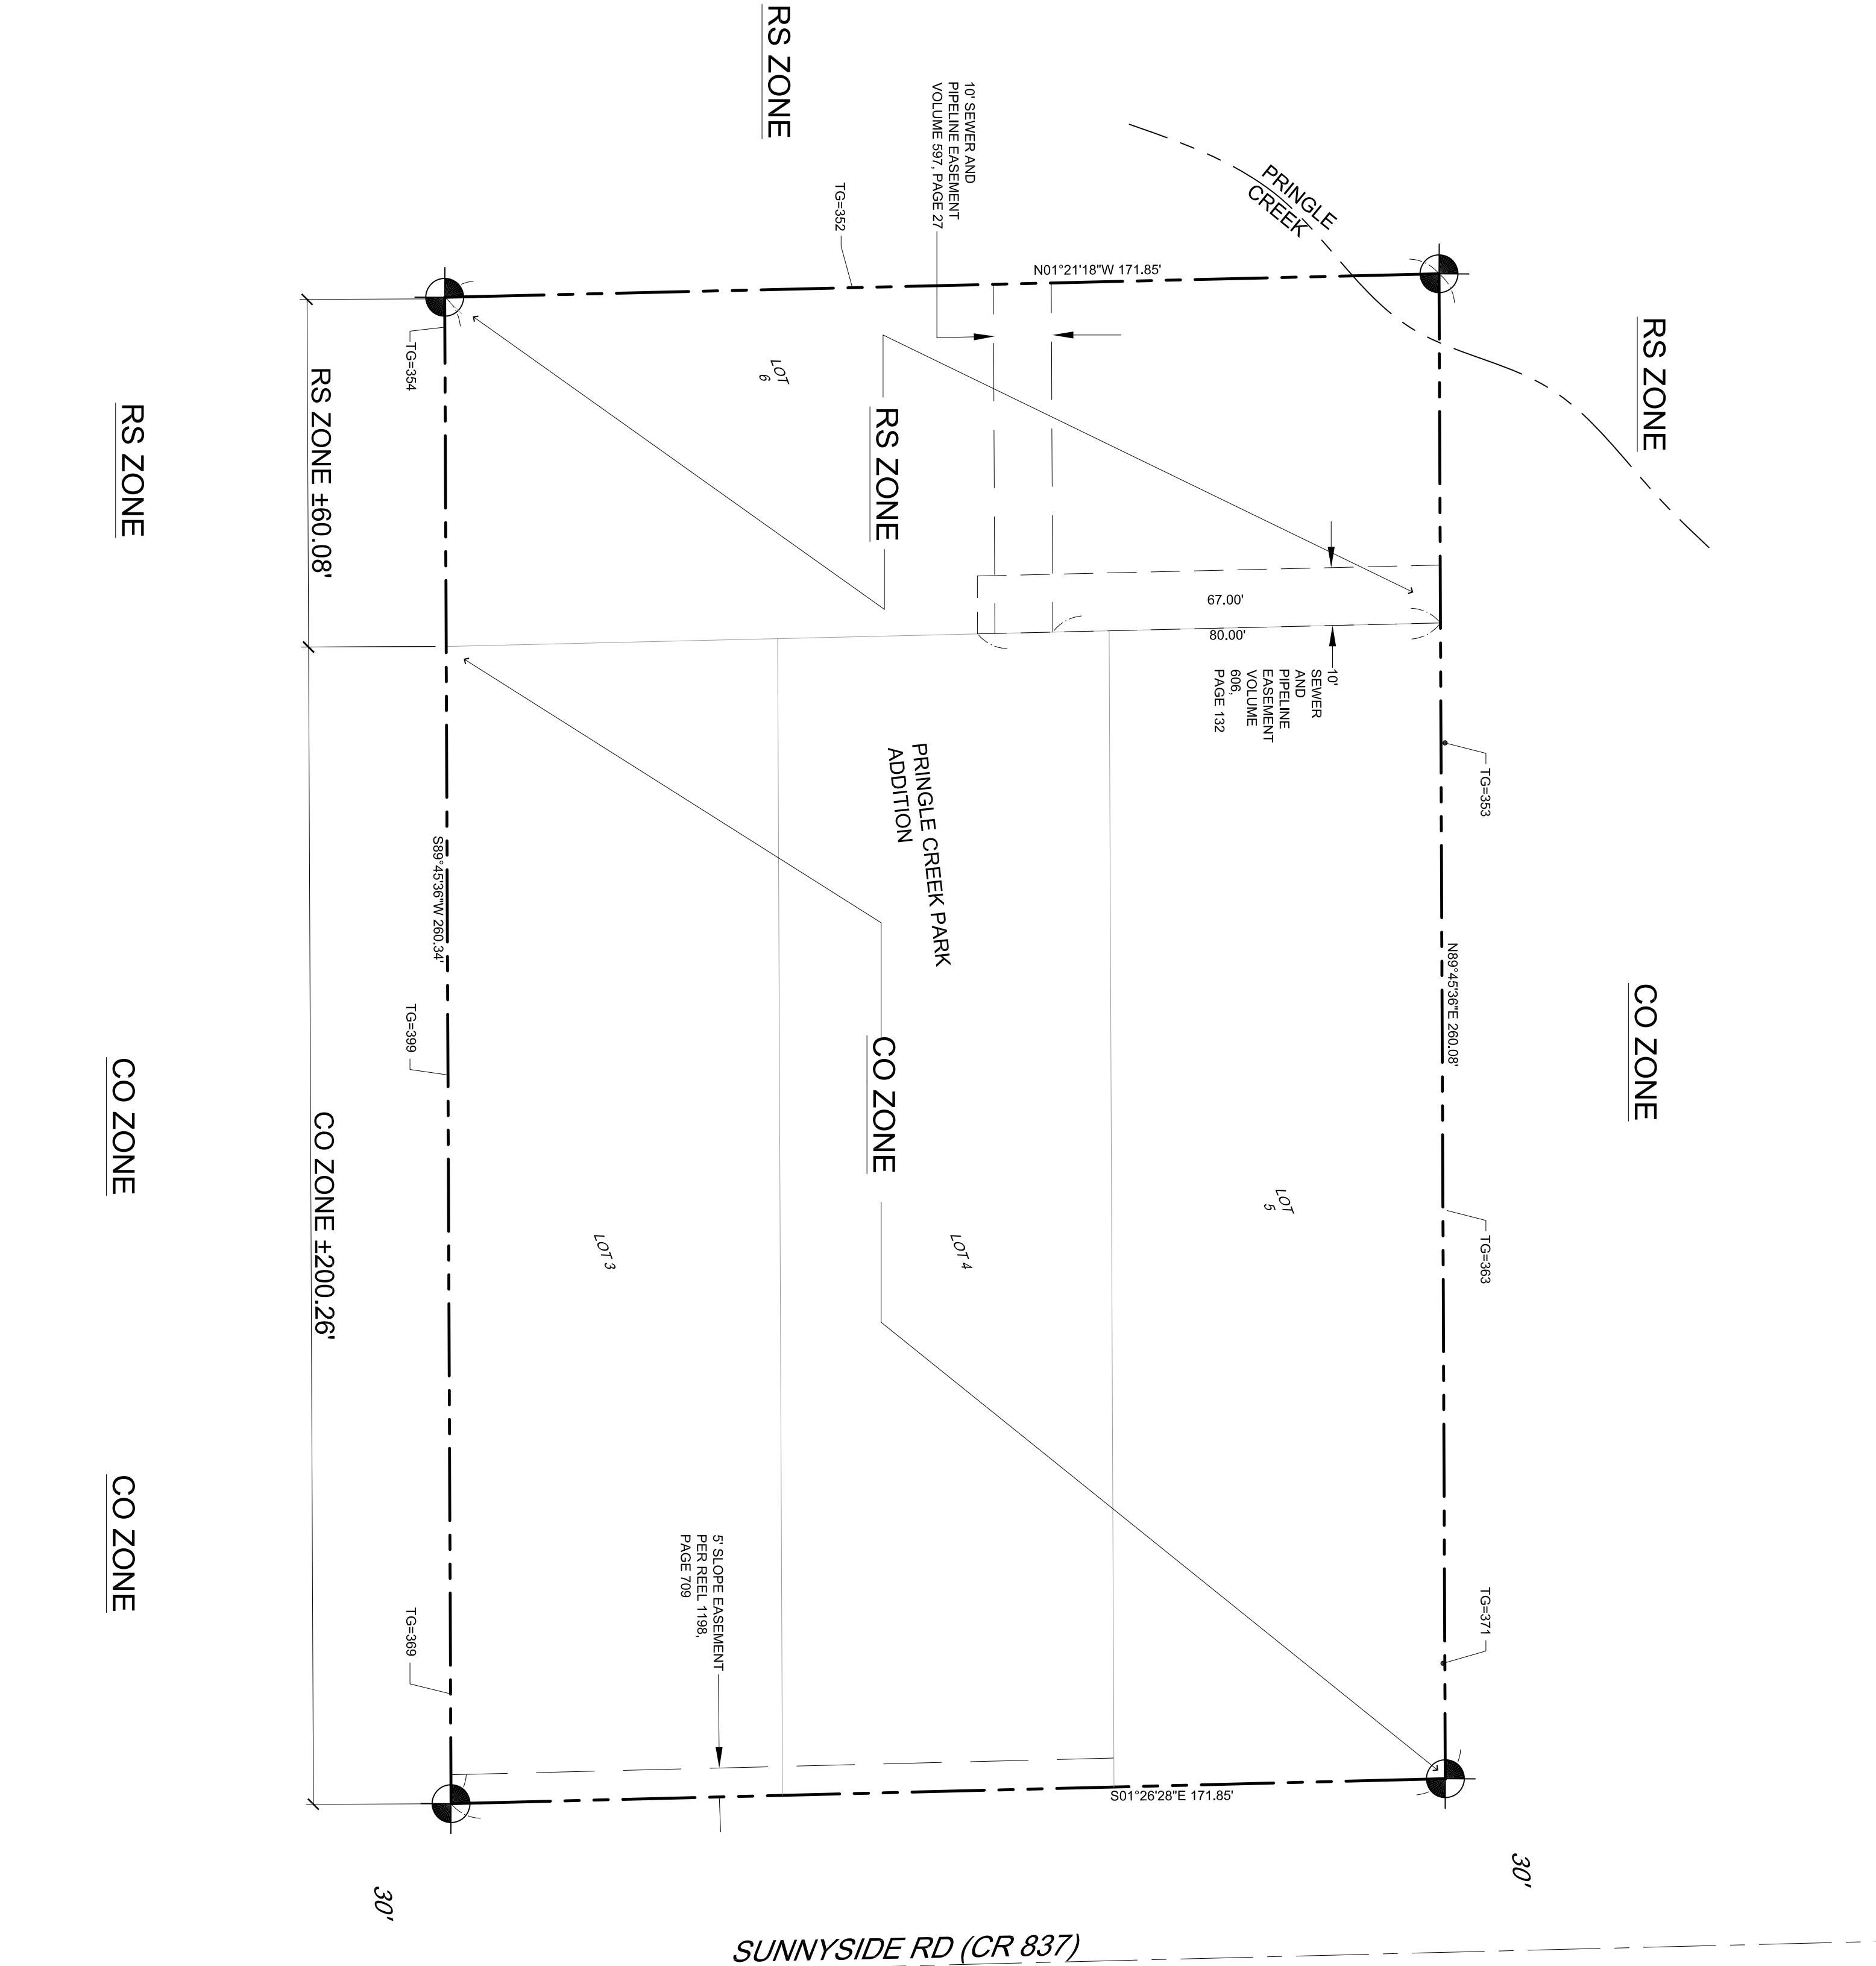 RS ZONE
10' SEWER AND
PIPELINE EASEMENT
VOLUME 597, PAGE 27
TG=352
PRINGLE
CREEK
N01°21'18"W 171.85'
RS ZONE
TG=354
LOT
6
RS ZONE ±60.08'
RS ZONE
RS ZONE
67.00'
80.00'
10'
SEWER
AND
PIPELINE
EASEMENT
VOLUME
606,
PAGE 132
TG=353
PRINGLE CREEK PARK
ADDITION
S89°45'36"W 260.34'
N89°45'36"E 260.08'
CO ZONE
TG=399
CO ZONE
CO ZONE
CO ZONE ±200.26'
LOT
5
LOT 3
LOT 4
TG=363
CO ZONE
5' SLOPE EASEMENT
PER REEL 1198,
PAGE 709
TG=369
TG=371
S01°26'28"E 171.85'
30'
30'
SUNNYSIDE RD (CR 837)